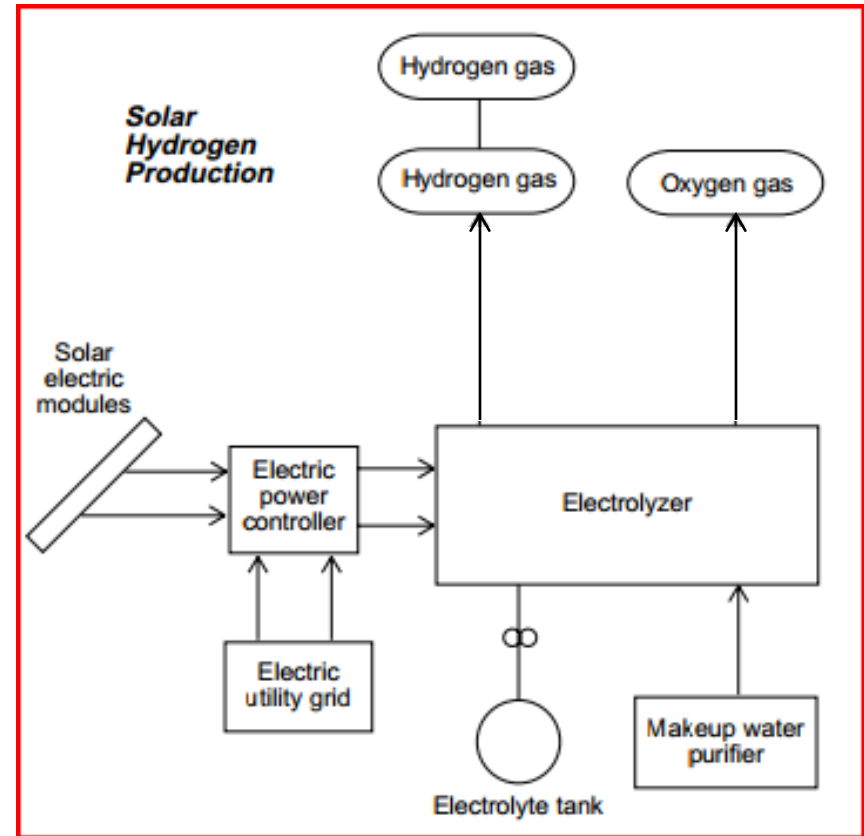 Hydrogen gas
Solar
Hydrogen
Production
Hydrogen gas
Oxygen gas
Solar
electric
modules
Electric
power
controller
Electrolyzer
Electric
utility grid
Makeup water
purifier
Electrolyte tank